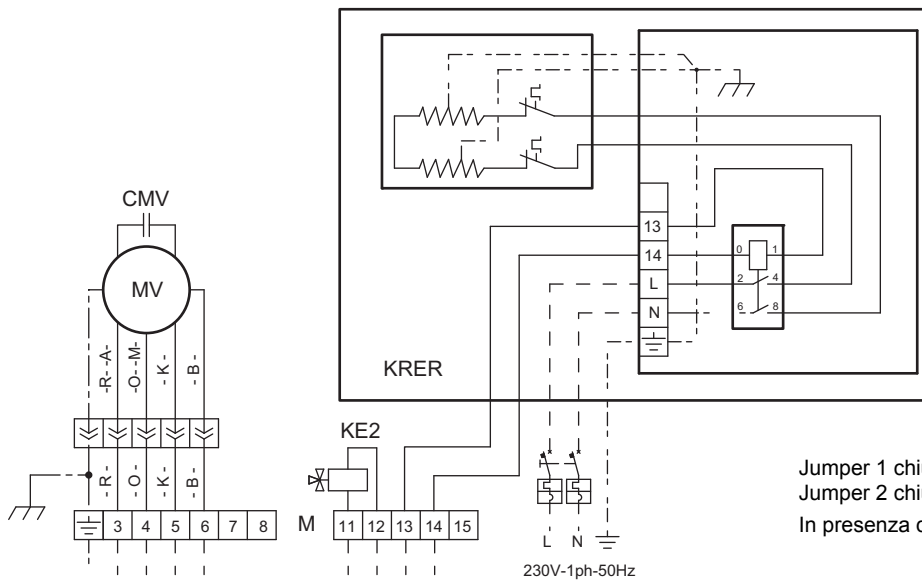 CMV
MV
-R--A-
-O--M-
-K-
-B-
-R-
-O-
-K-
-B-
3 4 5 6 7 8
KE2
M 11 12 13 14 15
KRER
13
14
L
N
0 1
2 4
6 8
L N
230V-1ph-50Hz
Jumper 1 chi
Jumper 2 chi
In presenza